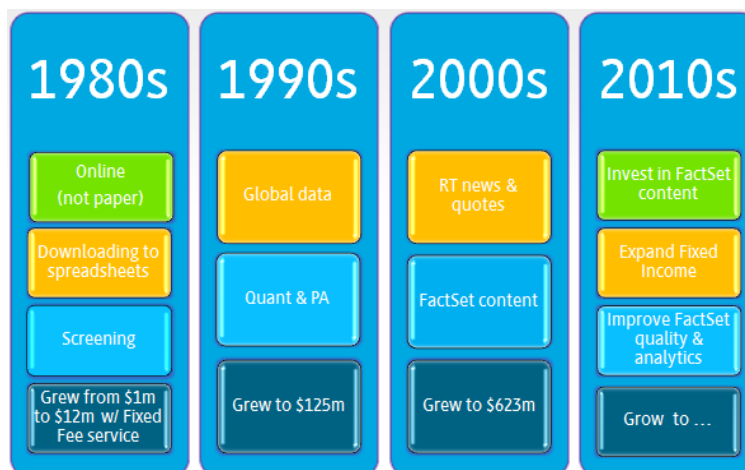 1980s
Online
(not paper)
Downloading to
spreadsheets
Screening
Grew from $1m
to $12m w/ Fixed
Fee service
1990s
Global data
Quant & PA
Grew to $125m
2000s
RT news &
quotes
FactSet content
Grew to $623m
2010s
Invest in FactSet
content
Expand Fixed
Income
Improve FactSet
quality &
analytics
Grow to ...